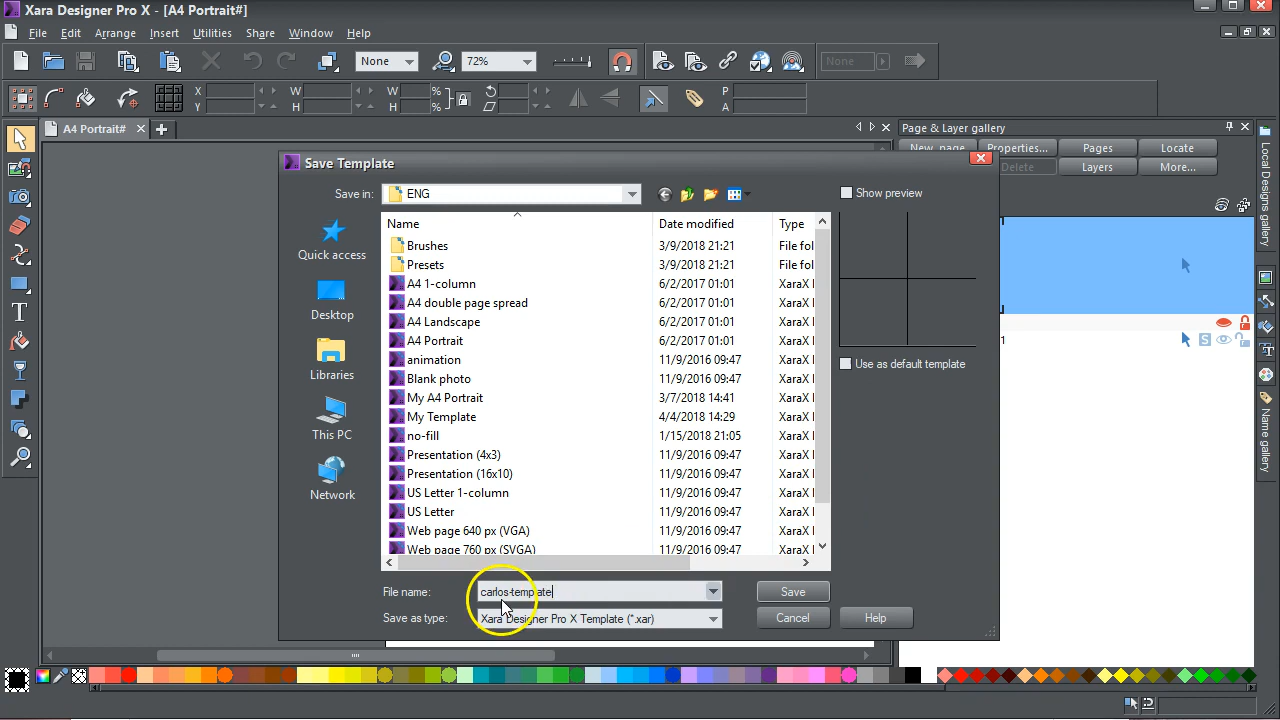 Xara Designer Pro X - [A4 Portrait#]
File Edit Arrange Insert Utilities Share Window Help
None 72% None
X W W % P
Y H H % A
A4 Portrait# Page & Layer gallery
New page Properties... Pages Locate
Delete Layers More...
Save Template
Save in: ENG Show preview
Name Date modified Type
Brushes 3/9/2018 21:21 File fol
Presets 3/9/2018 21:21 File fol
A4 1-column 6/2/2017 01:01 XaraX
A4 double page spread 6/2/2017 01:01 XaraX
A4 Landscape 6/2/2017 01:01 XaraX
A4 Portrait 6/2/2017 01:01 XaraX
animation 11/9/2016 09:47 XaraX
Blank photo 11/9/2016 09:47 XaraX
My A4 Portrait 3/7/2018 14:41 XaraX
My Template 4/4/2018 14:29 XaraX
no-fill 1/15/2018 21:05 XaraX
Presentation (4x3) 11/9/2016 09:47 XaraX
Presentation (16x10) 11/9/2016 09:47 XaraX
US Letter 1-column 11/9/2016 09:47 XaraX
US Letter 11/9/2016 09:47 XaraX
Web page 640 px (VGA) 11/9/2016 09:47 XaraX
Web page 760 px (SVGA) 11/9/2016 09:47 XaraX
Quick access
Desktop
Libraries
This PC
Network
Use as default template
File name: carlos-template Save
Save as type: Xara Designer Pro X Template (*.xar) Cancel Help
1
S
Local Designs gallery
Name gallery